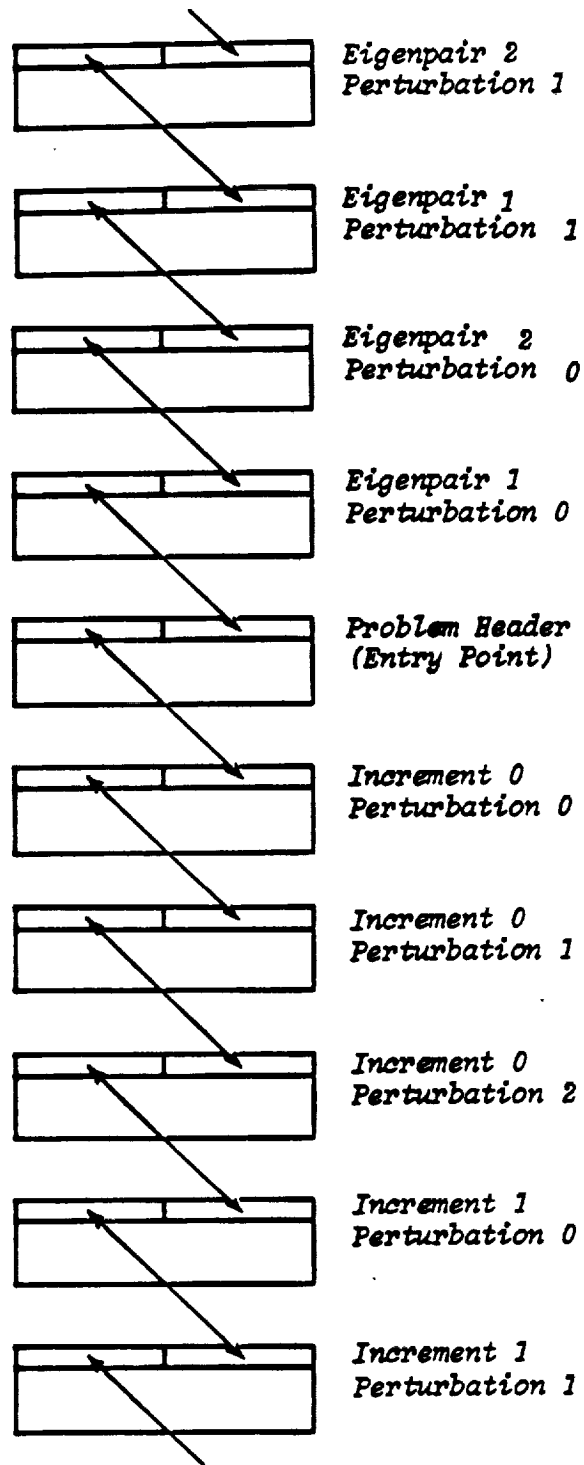 Eigenpair 2
Perturbation 1
Eigenpair 1
Perturbation 1
Eigenpair 2
Perturbation 0
Eigenpair 1
Perturbation 0
Problem Header
(Entry Point)
Increment 0
Perturbation 0
Increment 0
Perturbation 1
Increment 0
Perturbation 2
Increment 1
Perturbation 0
Increment 1
Perturbation 1